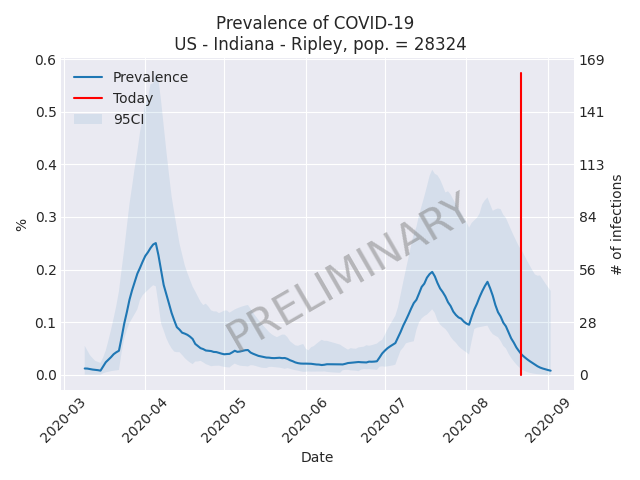 Prevalence of COVID-19
US - Indiana - Ripley, pop. = 28324
Prevalence
Today
95CI
PRELIMINARY
%
0.6
0.5
0.4
0.3
0.2
0.1
0.0
169
141
113
84
56
28
0
# of infections
2020-03
2020-04
2020-05
2020-06
2020-07
2020-08
2020-09
Date